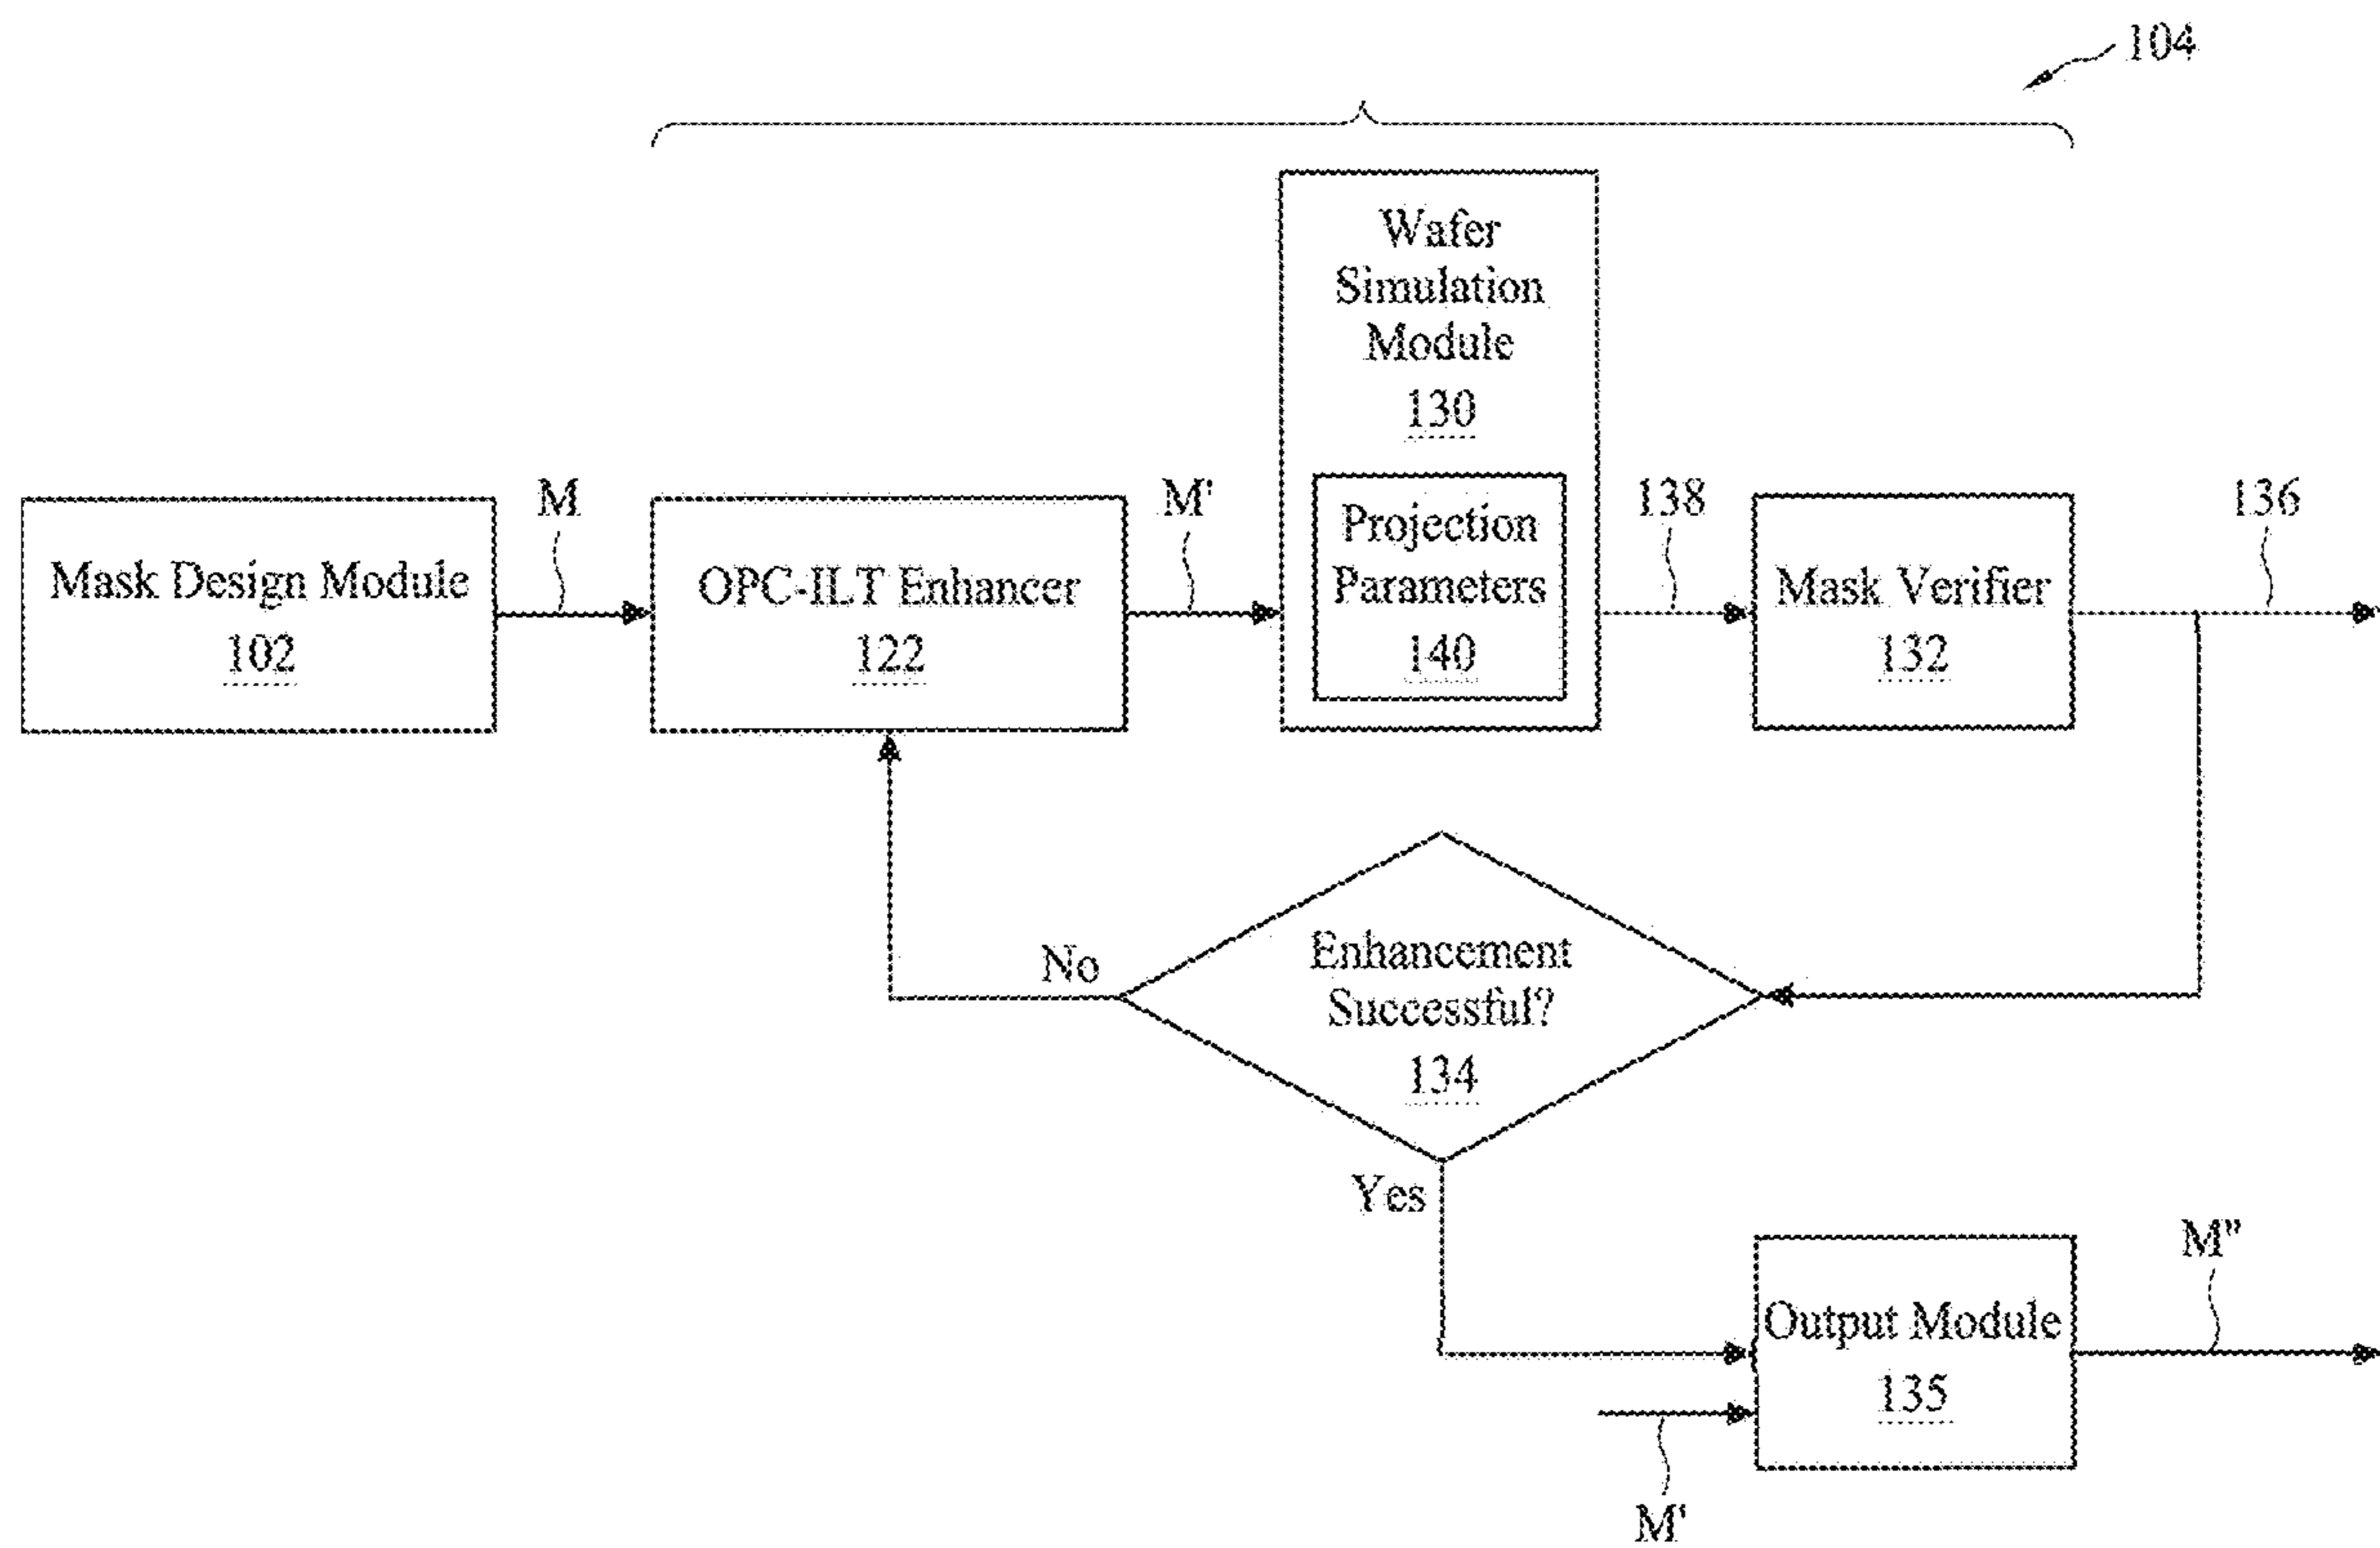 104
Wafer
Simulation
Module
130
Projection
Parameters
140
M
M'
138
136
Mask Design Module
102
OPC-ILT Enhancer
122
Mask Verifier
132
No
Enhancement
Successful?
134
Yes
M"
Output Module
135
M'